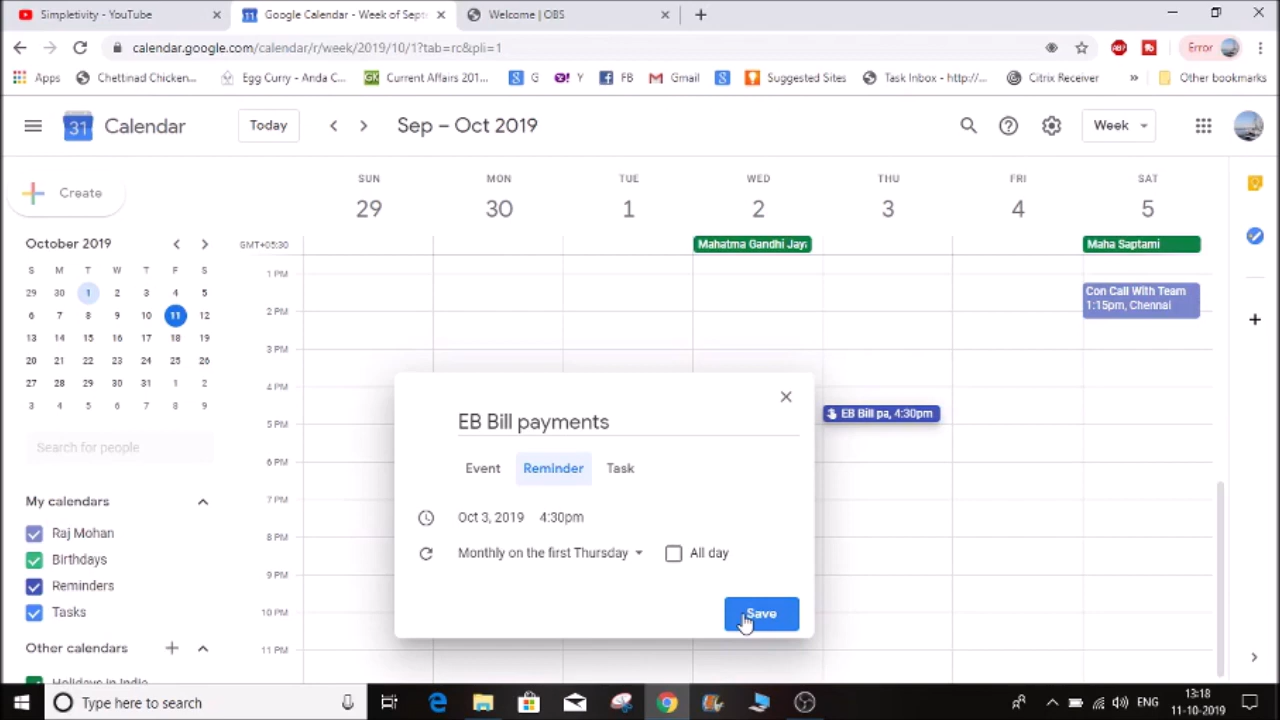 Simpletivity - YouTube
Google Calendar - Week of Sept
Welcome | OBS
calendar.google.com/calendar/r/week/2019/10/1?tab=rc&pli=1
ABP
Error
Apps
Chettinad Chicken...
Egg Curry - Anda C...
GK
Current Affairs 201...
G
Y
FB
Gmail
Suggested Sites
Task Inbox - http://...
Citrix Receiver
»
Other bookmarks
31
Calendar
Today
Sep – Oct 2019
Week
Create
SUN MON TUE WED THU FRI SAT
29 30 1 2 3 4 5
October 2019
GMT+05:30
Mahatma Gandhi Jay
Maha Saptami
S M T W T F S
29 30 1 2 3 4 5
6 7 8 9 10 11 12
13 14 15 16 17 18 19
20 21 22 23 24 25 26
27 28 29 30 31 1 2
3 4 5 6 7 8 9
1 PM
2 PM
3 PM
4 PM
5 PM
6 PM
7 PM
8 PM
9 PM
10 PM
11 PM
Con Call With Team
1:15pm, Chennai
EB Bill pa, 4:30pm
Search for people
My calendars
Raj Mohan
Birthdays
Reminders
Tasks
Other calendars
Holidays in India
EB Bill payments
Event Reminder Task
Oct 3, 2019 4:30pm
Monthly on the first Thursday
All day
Save
Type here to search
ENG
13:18
11-10-2019